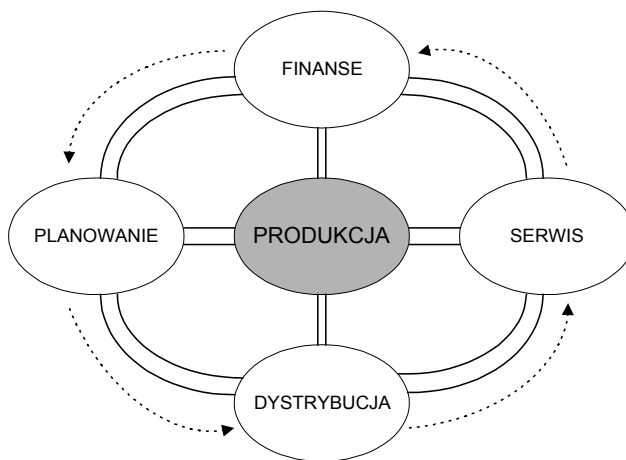 FINANSE
PLANOWANIE
PRODUKCJA
SERWIS
DYSTRYBUCJA